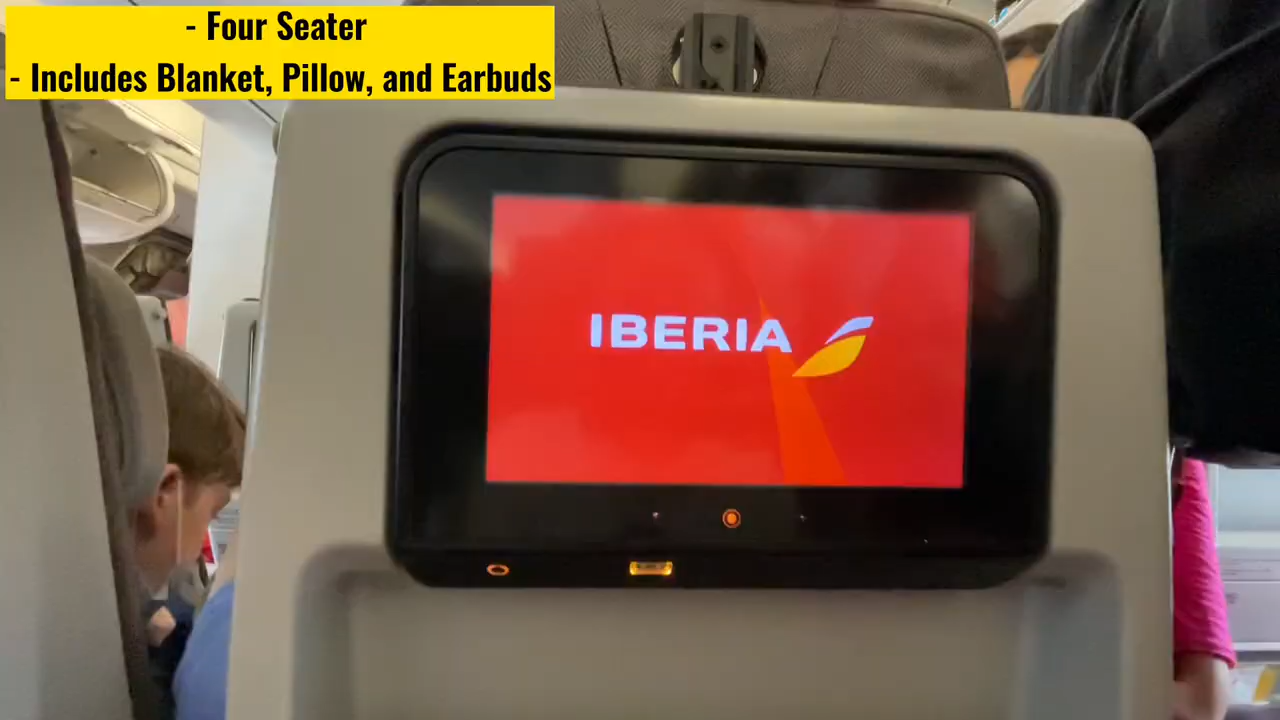 - Four Seater
- Includes Blanket, Pillow, and Earbuds
IBERIA